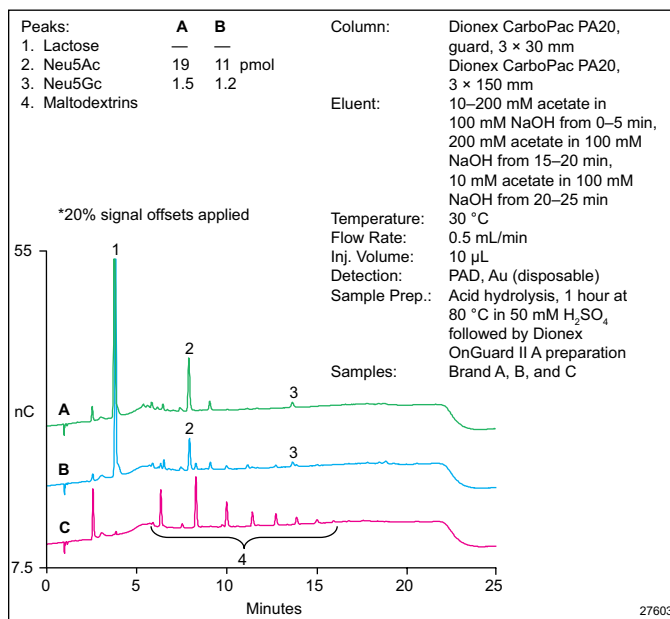 Peaks: A B
1. Lactose — —
2. Neu5Ac 19 11 pmol
3. Neu5Gc 1.5 1.2
4. Maltodextrins
Column: Dionex CarboPac PA20,
guard, 3 × 30 mm
Dionex CarboPac PA20,
3 × 150 mm
Eluent: 10–200 mM acetate in
100 mM NaOH from 0–5 min,
200 mM acetate in 100 mM
NaOH from 15–20 min,
10 mM acetate in 100 mM
NaOH from 20–25 min
Temperature: 30 °C
Flow Rate: 0.5 mL/min
Inj. Volume: 10 µL
Detection: PAD, Au (disposable)
Sample Prep.: Acid hydrolysis, 1 hour at
80 °C in 50 mM H₂SO₄
followed by Dionex
OnGuard II A preparation
Samples: Brand A, B, and C
*20% signal offsets applied
55
1
2
3
nC
A
2
3
B
C
4
7.5
0 5 10 15 20 25
Minutes
27603